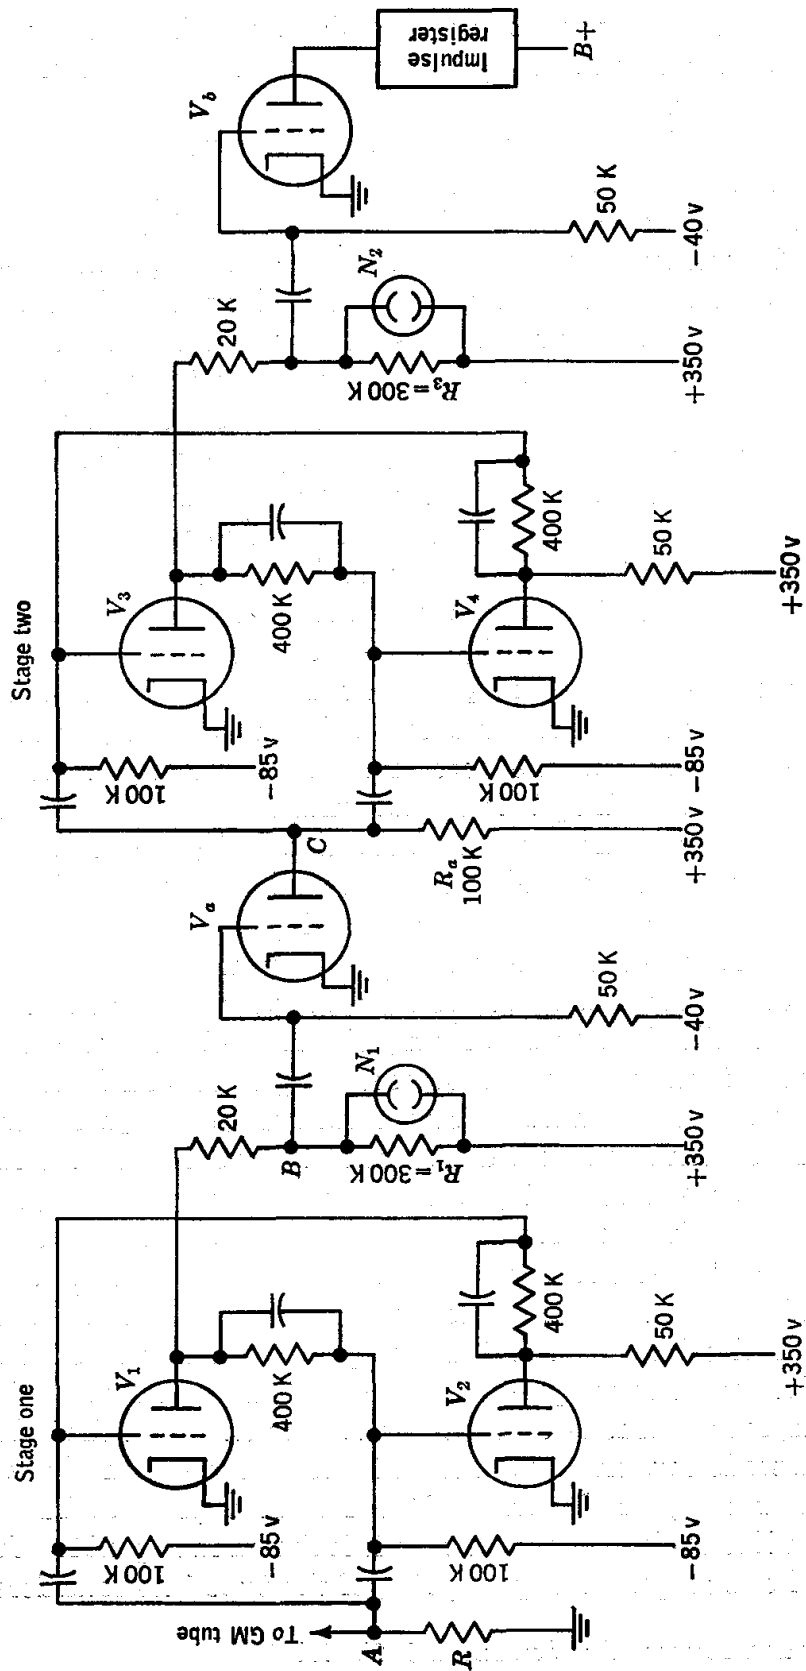 Stage one
To GM tube
A
R
100 K
−85 v
100 K
−85 v
V1
V2
400 K
400 K
50 K
+350 v
20 K
B
R1=300 K
N1
+350 v
Va
50 K
−40 v
C
Ra
100 K
+350 v
Stage two
100 K
−85 v
100 K
−85 v
V3
V4
400 K
400 K
50 K
+350 v
20 K
R3=300 K
N2
+350 v
Vb
50 K
−40 v
Impulse
register
B+